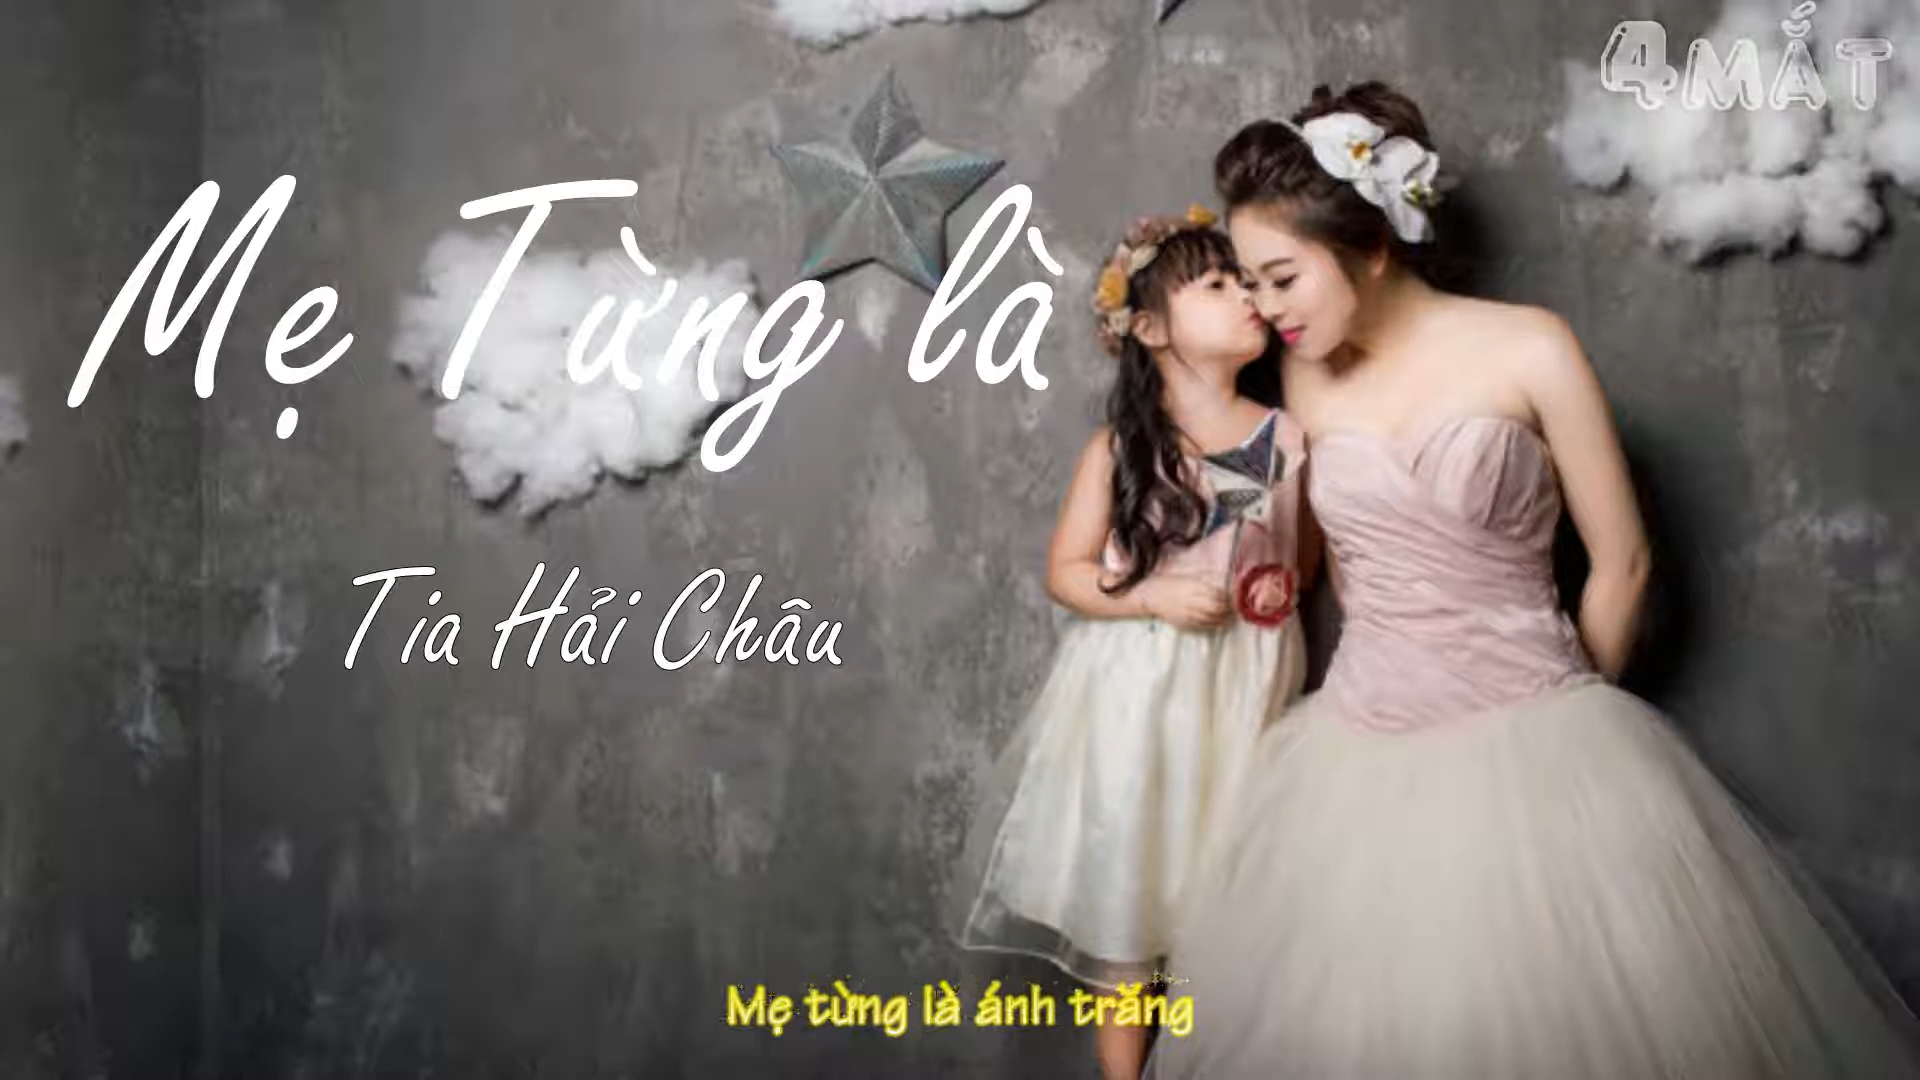 4MẮT
Mẹ Từng là
Tia Hải Châu
Mẹ từng là ánh trăng